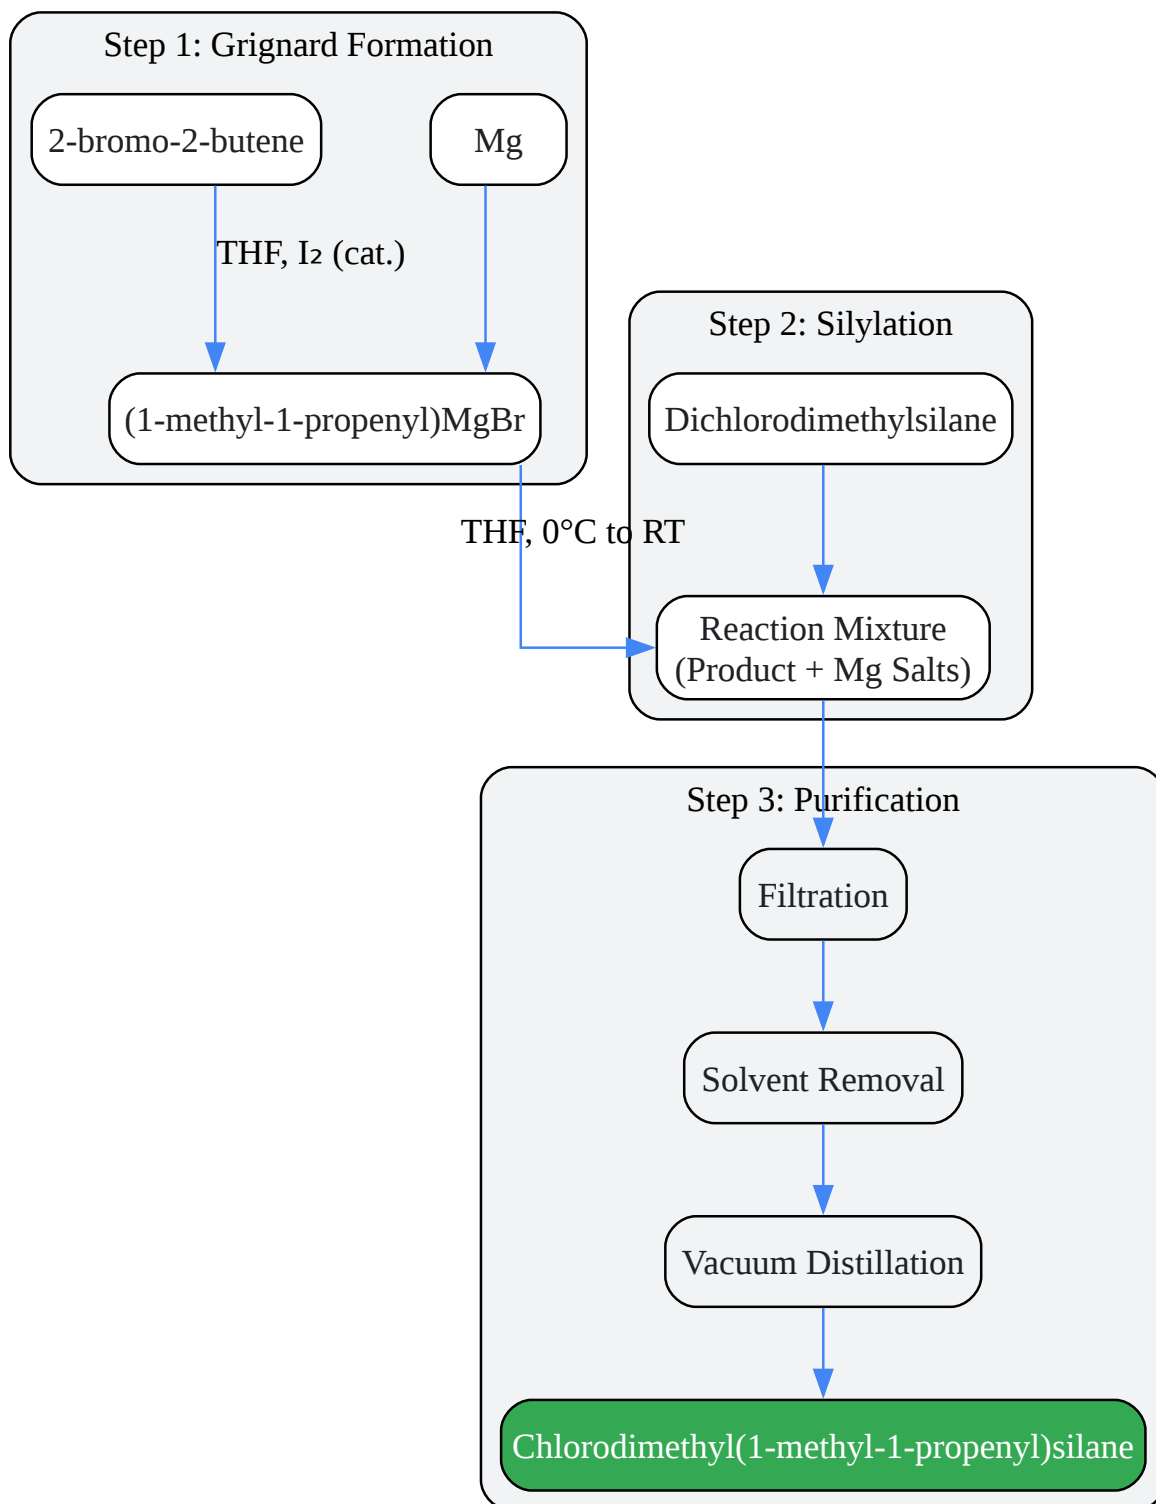 Step 1: Grignard Formation
2-bromo-2-butene
Mg
THF, I₂ (cat.)
(1-methyl-1-propenyl)MgBr
Step 2: Silylation
Dichlorodimethylsilane
THF, 0°C to RT
Reaction Mixture
(Product + Mg Salts)
Step 3: Purification
Filtration
Solvent Removal
Vacuum Distillation
Chlorodimethyl(1-methyl-1-propenyl)silane